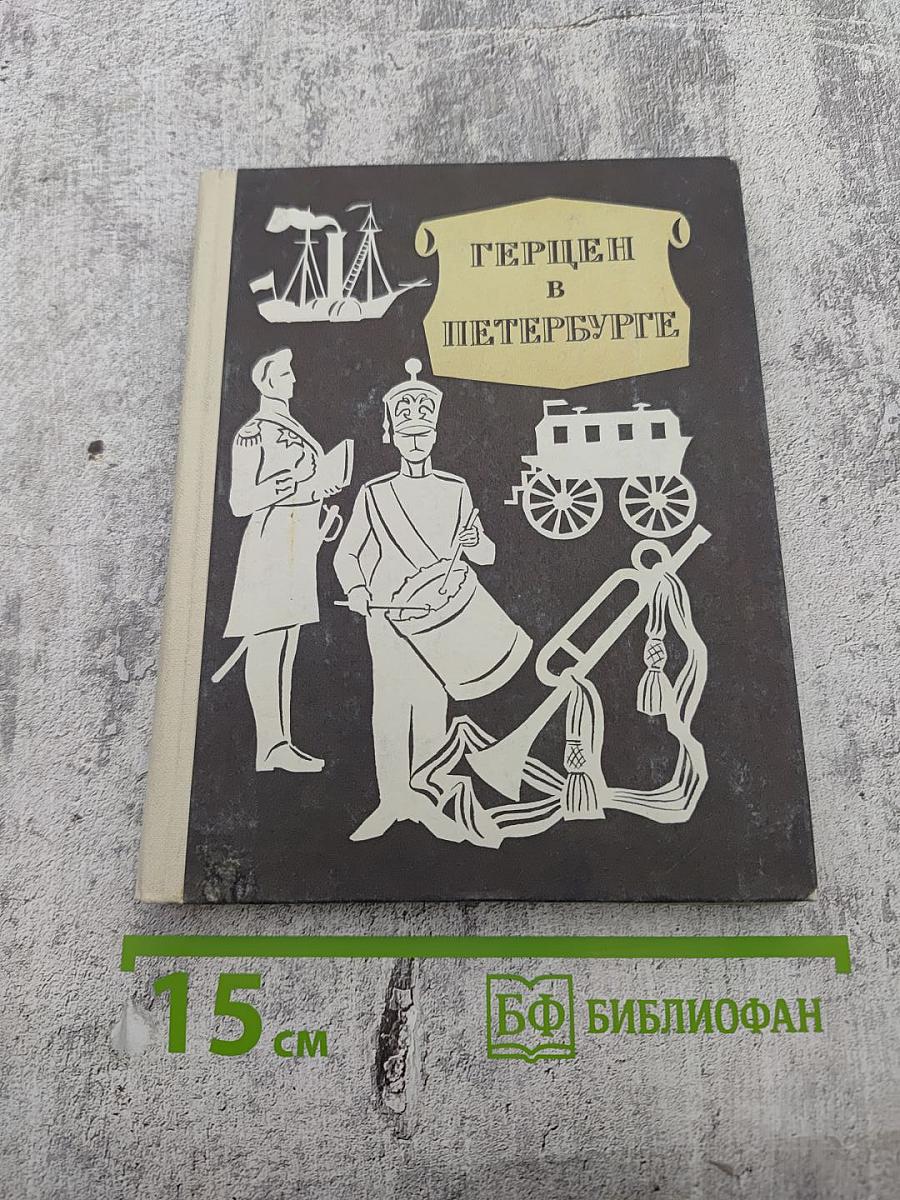 ГЕРЦЕН
В
ПЕТЕРБУРГЕ
15 см
БФ БИБЛИОФАН